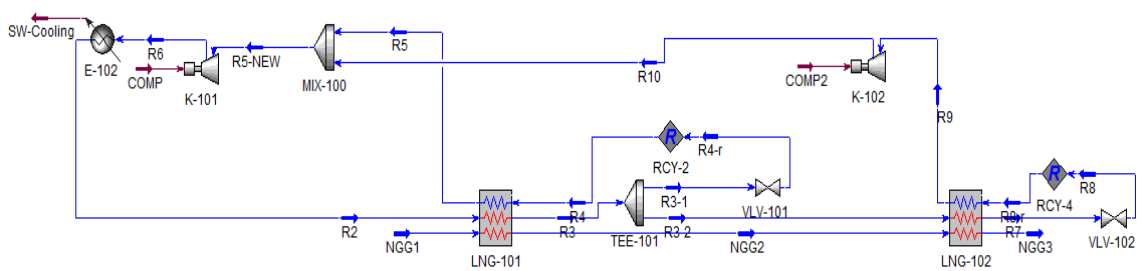 SW-Cooling
E-102
R6
COMP
K-101
R5-NEW
MIX-100
R5
R10
COMP2
K-102
R9
R
RCY-2
R4-r
R3-1
VLV-101
R4
R3
TEE-101
R3-2
R2
NGG1
LNG-101
NGG2
LNG-102
R
RCY-4
R8
R8-r
R7
NGG3
VLV-102